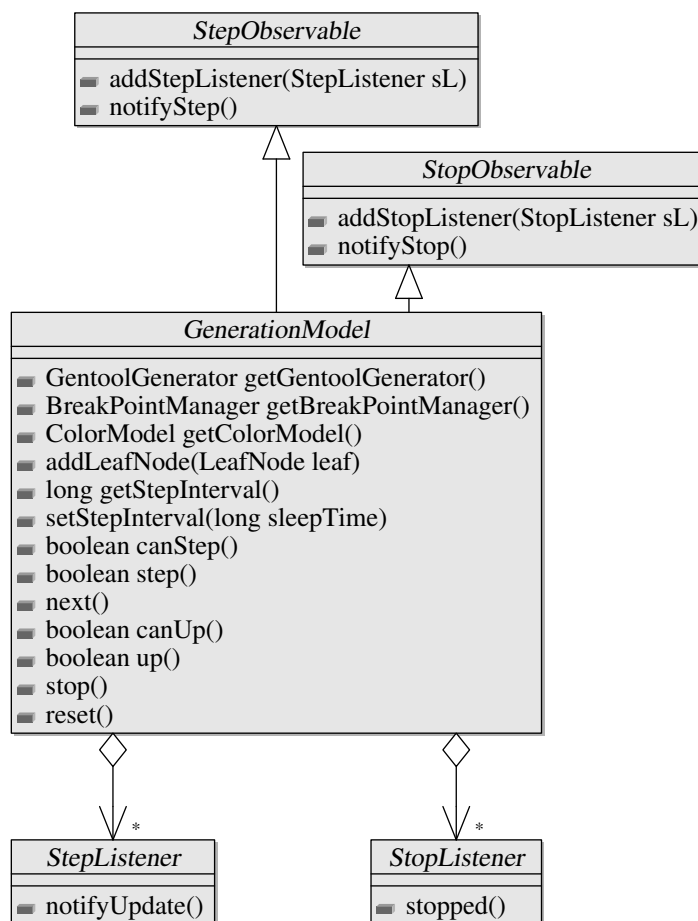 StepObservable
addStepListener(StepListener sL)
notifyStep()
StopObservable
addStopListener(StopListener sL)
notifyStop()
GenerationModel
GentoolGenerator getGentoolGenerator()
BreakPointManager getBreakPointManager()
ColorModel getColorModel()
addLeafNode(LeafNode leaf)
long getStepInterval()
setStepInterval(long sleepTime)
boolean canStep()
boolean step()
next()
boolean canUp()
boolean up()
stop()
reset()
*
*
StepListener
notifyUpdate()
StopListener
stopped()